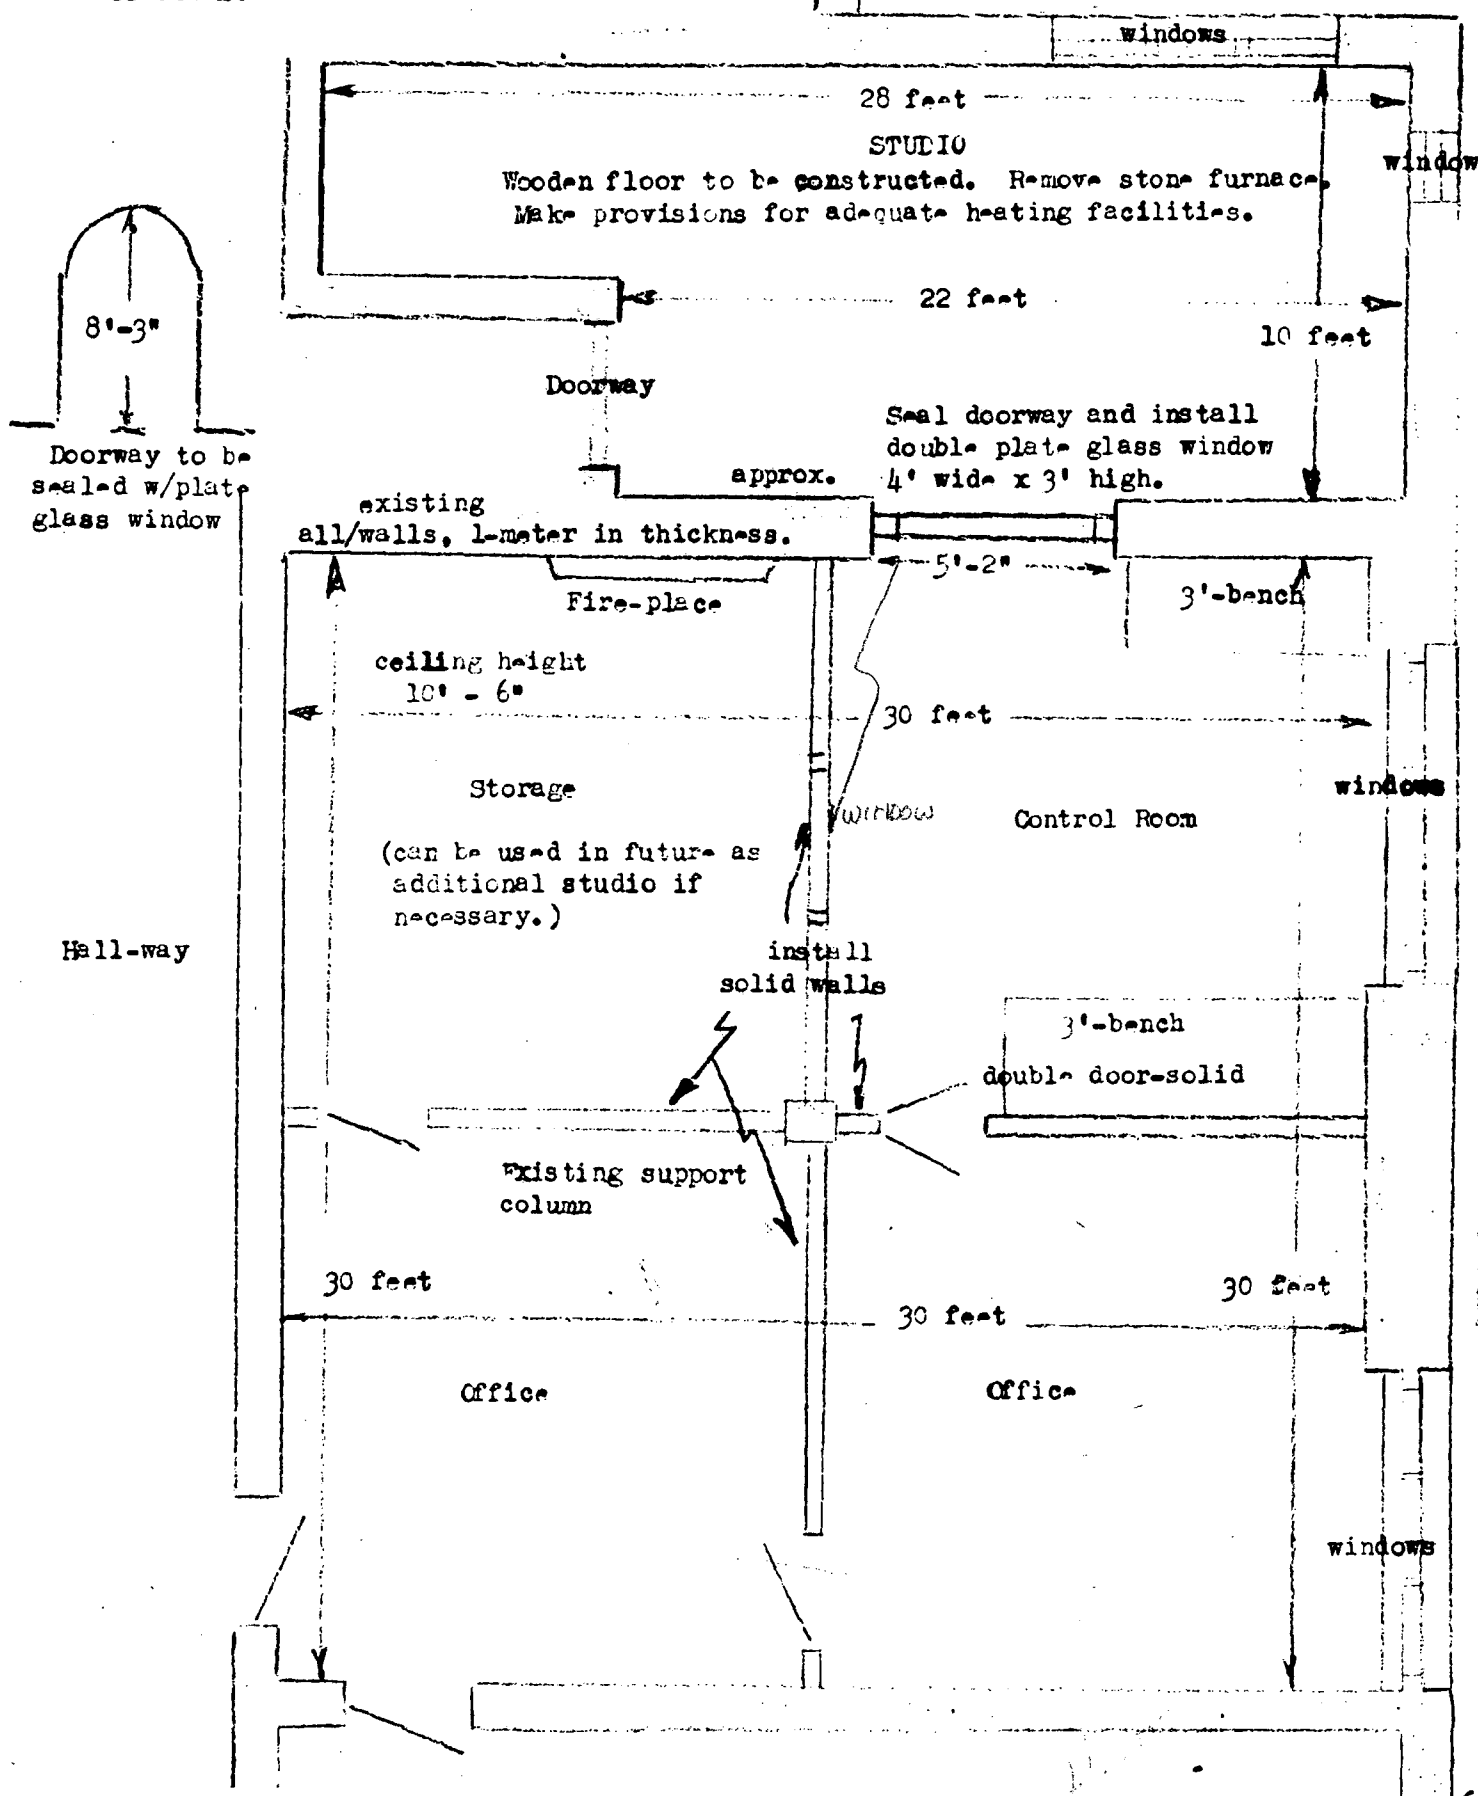 windows
28 feet
STUDIO
window
Wooden floor to be constructed. Remove stone furnace.
Make provisions for adequate heating facilities.
22 feet
8'-3"
10 feet
Doorway
Seal doorway and install
double plate glass window
4' wide x 3' high.
Doorway to be
sealed w/plate
glass window
approx.
existing
all/walls, 1-meter in thickness.
5'-2"
3'-bench
Fire-place
ceiling height
10' - 6"
30 feet
Storage
windows
WINDOW
Control Room
(can be used in future as
additional studio if
necessary.)
Hall-way
install
solid walls
3'-bench
double door-solid
Existing support
column
30 feet
30 feet
30 feet
Office
Office
windows